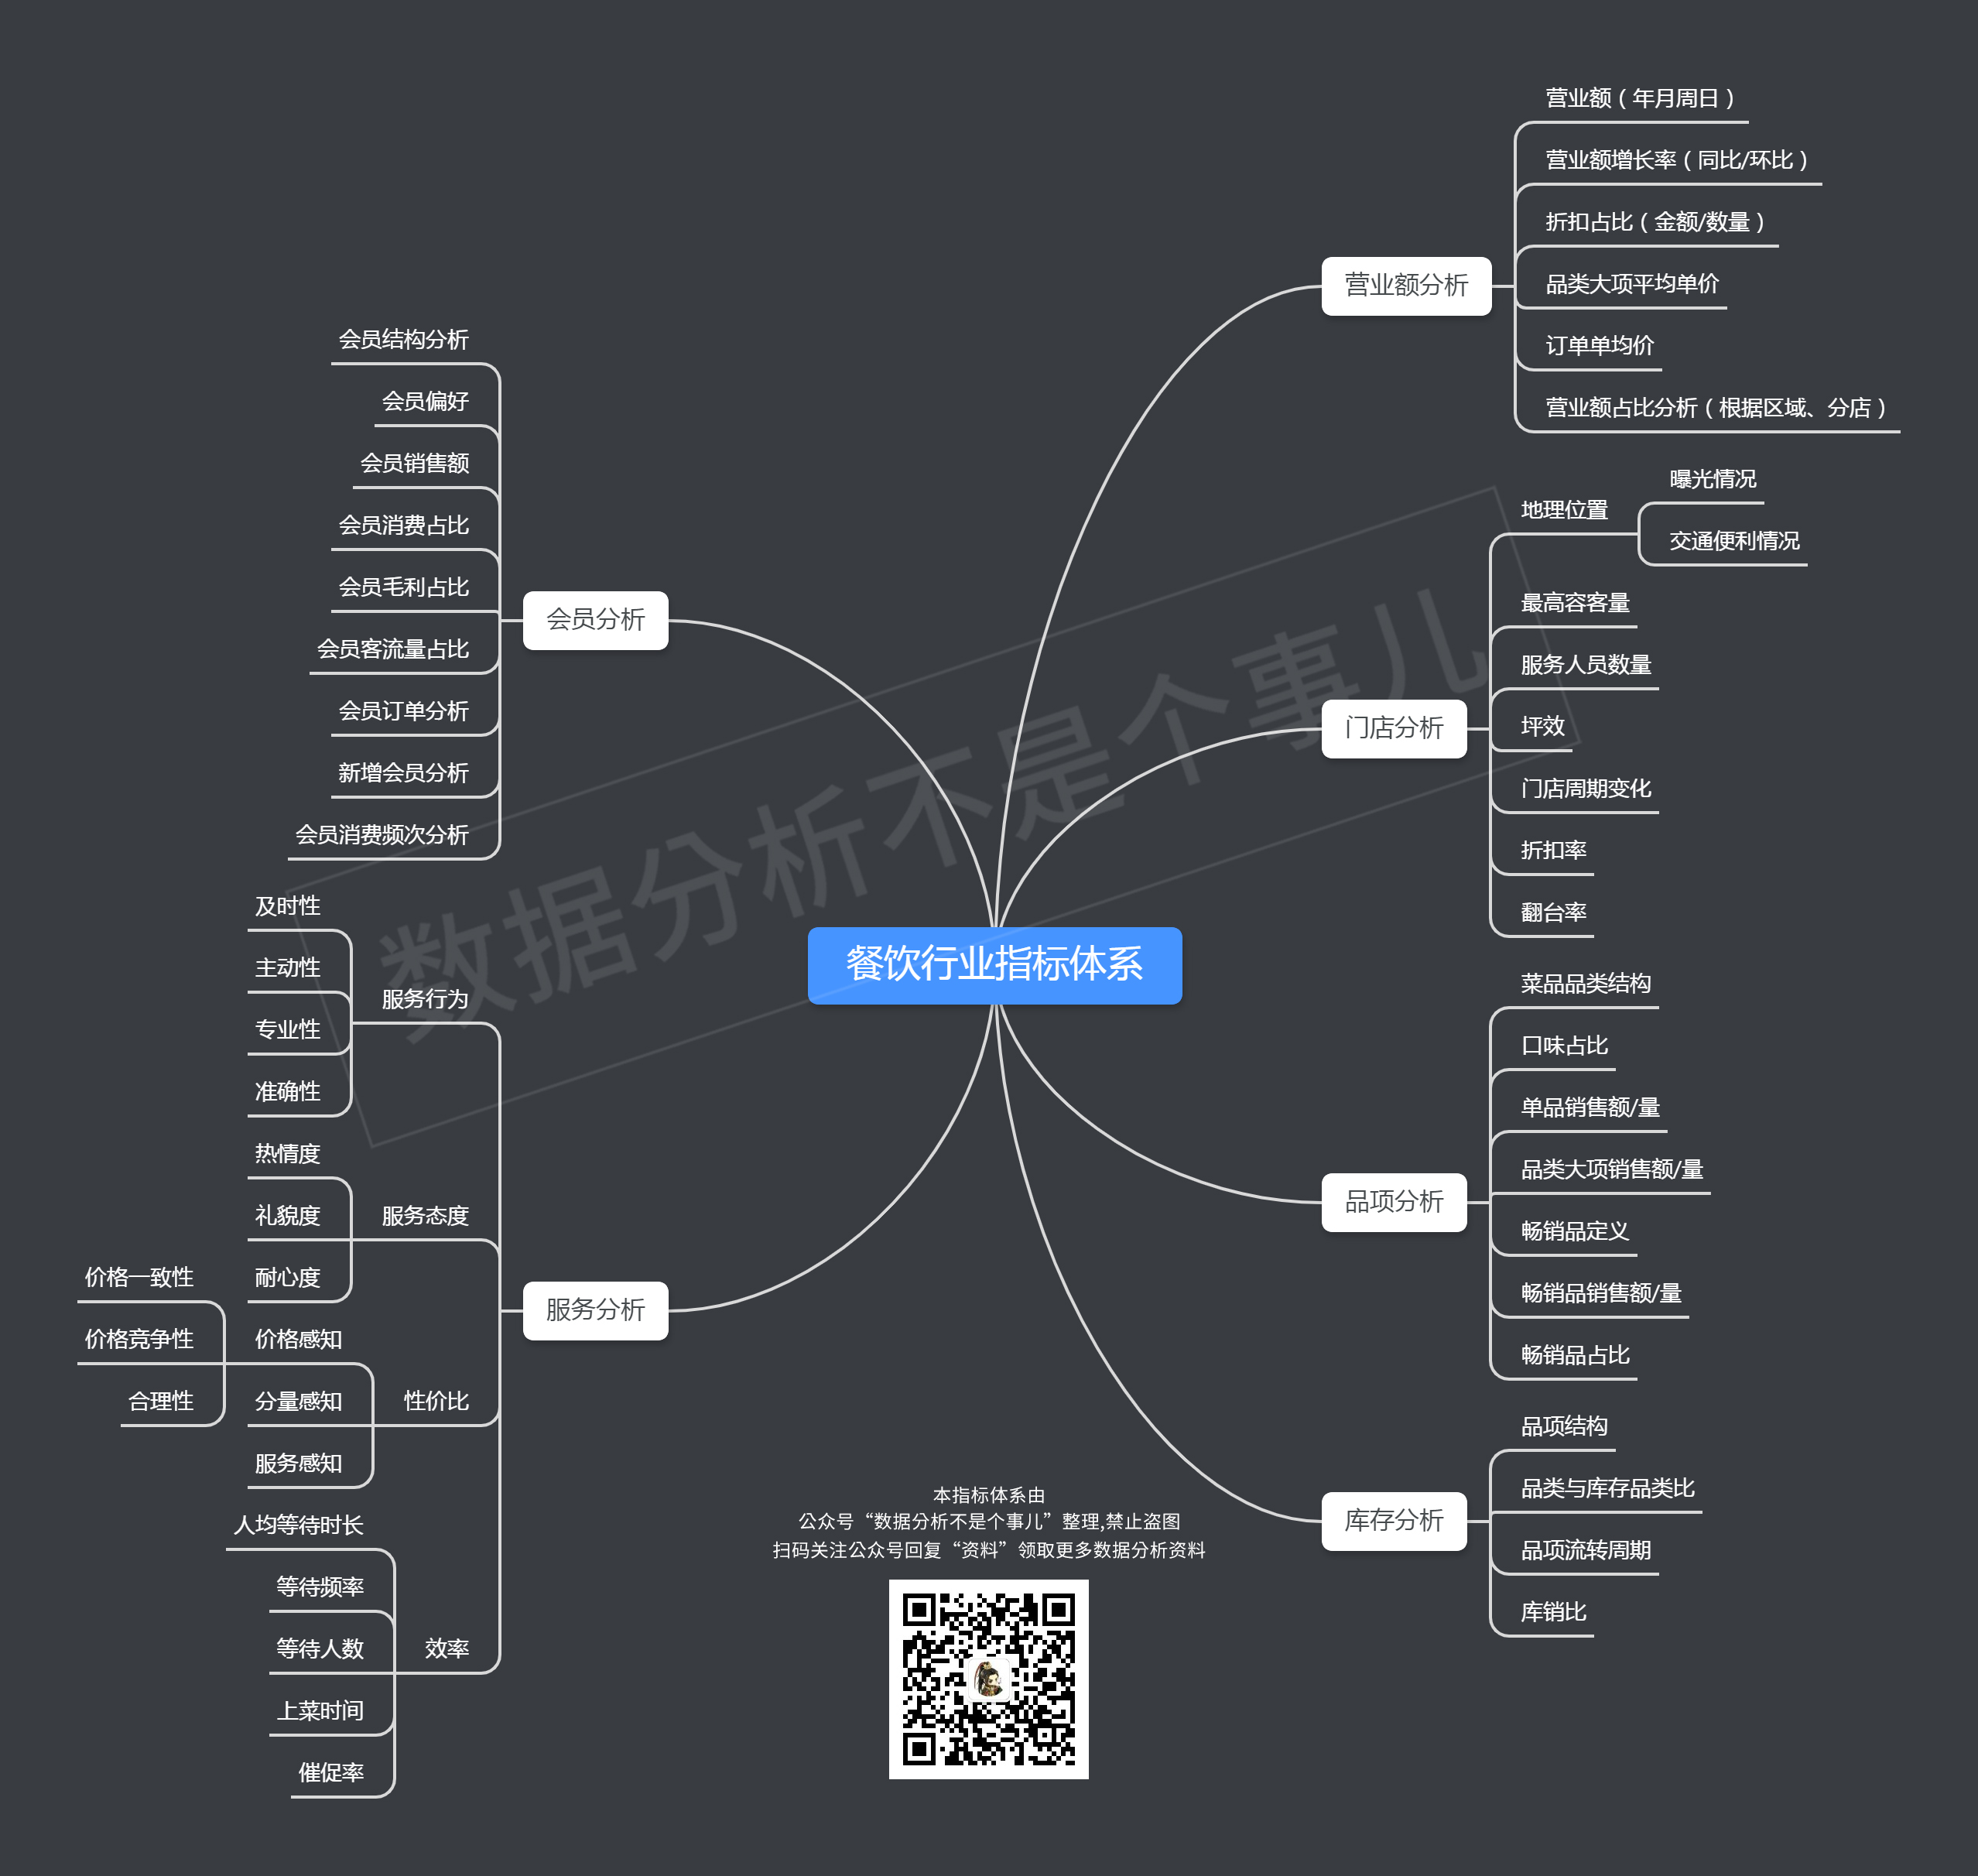 餐饮行业指标体系
营业额分析
营业额（年月周日）
营业额增长率（同比/环比）
折扣占比（金额/数量）
品类大项平均单价
订单单均价
营业额占比分析（根据区域、分店）
门店分析
地理位置
曝光情况
交通便利情况
最高容客量
服务人员数量
坪效
门店周期变化
折扣率
翻台率
品项分析
菜品品类结构
口味占比
单品销售额/量
品类大项销售额/量
畅销品定义
畅销品销售额/量
畅销品占比
库存分析
品项结构
品类与库存品类比
品项流转周期
库销比
会员分析
会员结构分析
会员偏好
会员销售额
会员消费占比
会员毛利占比
会员客流量占比
会员订单分析
新增会员分析
会员消费频次分析
服务分析
服务行为
及时性
主动性
专业性
准确性
服务态度
热情度
礼貌度
耐心度
性价比
价格感知
价格一致性
价格竞争性
合理性
分量感知
服务感知
效率
人均等待时长
等待频率
等待人数
上菜时间
催促率
本指标体系由
公众号“数据分析不是个事儿”整理,禁止盗图
扫码关注公众号回复“资料”领取更多数据分析资料
数据分析不是个事儿